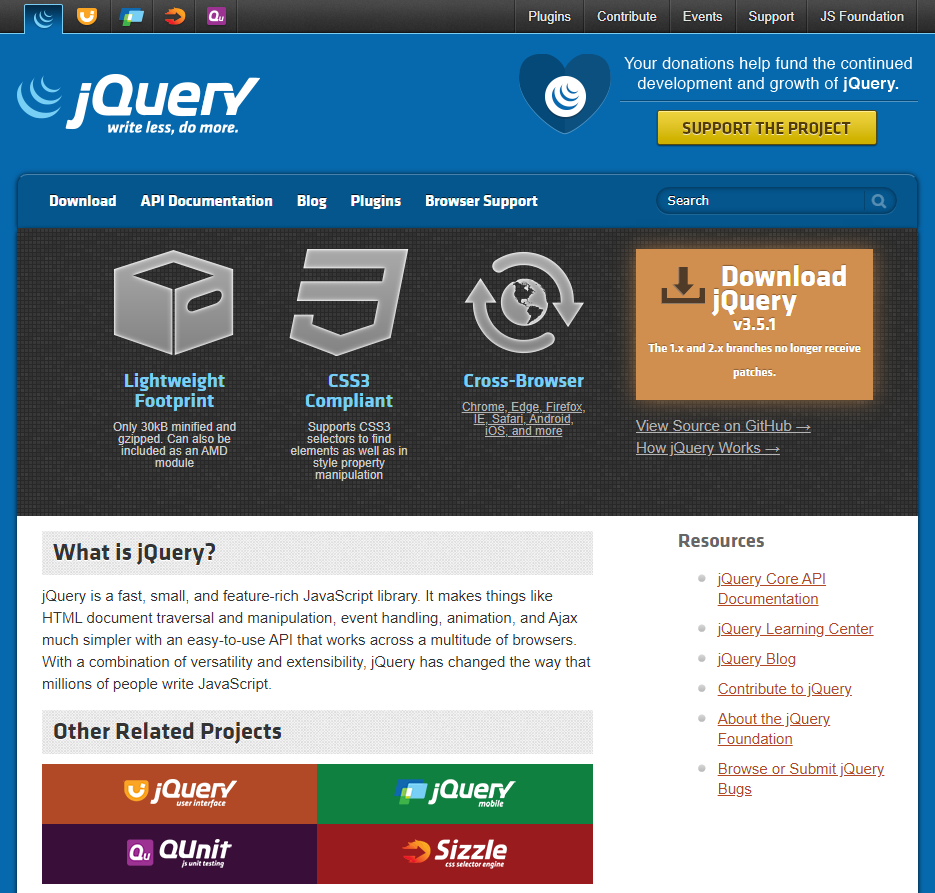 Qu
Plugins
Contribute
Events
Support
JS Foundation
jQuery
write less, do more.
Your donations help fund the continued
development and growth of jQuery.
SUPPORT THE PROJECT
Download
API Documentation
Blog
Plugins
Browser Support
Search
Lightweight
Footprint
Only 30kB minified and
gzipped. Can also be
included as an AMD
module
CSS3
Compliant
Supports CSS3
selectors to find
elements as well as in
style property
manipulation
Cross-Browser
Chrome, Edge, Firefox,
IE, Safari, Android,
iOS, and more
Download
jQuery
v3.5.1
The 1.x and 2.x branches no longer receive
patches.
View Source on GitHub →
How jQuery Works →
What is jQuery?
jQuery is a fast, small, and feature-rich JavaScript library. It makes things like
HTML document traversal and manipulation, event handling, animation, and Ajax
much simpler with an easy-to-use API that works across a multitude of browsers.
With a combination of versatility and extensibility, jQuery has changed the way that
millions of people write JavaScript.
Other Related Projects
jQuery
user interface
jQuery
mobile
Qu
QUnit
js unit testing
Sizzle
css selector engine
Resources
jQuery Core API
Documentation
jQuery Learning Center
jQuery Blog
Contribute to jQuery
About the jQuery
Foundation
Browse or Submit jQuery
Bugs